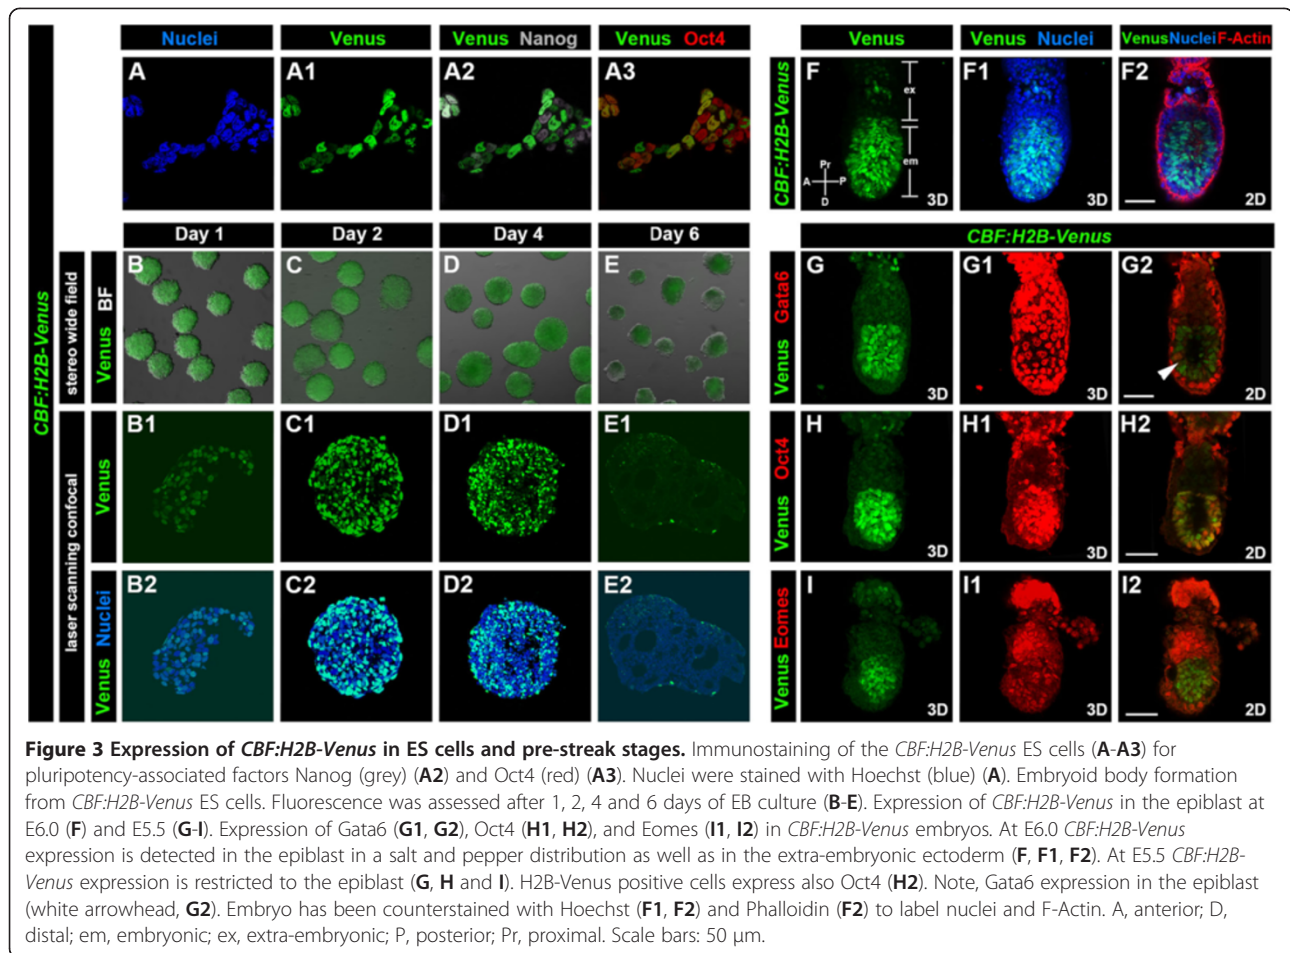 CBF:H2B-Venus
stereo wide field
laser scanning confocal
Venus BF
Venus
Venus Nuclei
Nuclei
Venus
Venus Nanog
Venus Oct4
A
A1
A2
A3
Day 1
Day 2
Day 4
Day 6
B
C
D
E
B1
C1
D1
E1
B2
C2
D2
E2
Venus
Venus Nuclei
Venus Nuclei F-Actin
CBF:H2B-Venus
F
ex
em
Pr
A
P
D
3D
F1
3D
F2
2D
CBF:H2B-Venus
Venus Gata6
G
3D
G1
3D
G2
2D
Venus Oct4
H
3D
H1
3D
H2
2D
Venus Eomes
I
3D
I1
3D
I2
2D
Figure 3 Expression of CBF:H2B-Venus in ES cells and pre-streak stages. Immunostaining of the CBF:H2B-Venus ES cells (A-A3) for
pluripotency-associated factors Nanog (grey) (A2) and Oct4 (red) (A3). Nuclei were stained with Hoechst (blue) (A). Embryoid body formation
from CBF:H2B-Venus ES cells. Fluorescence was assessed after 1, 2, 4 and 6 days of EB culture (B-E). Expression of CBF:H2B-Venus in the epiblast at
E6.0 (F) and E5.5 (G-I). Expression of Gata6 (G1, G2), Oct4 (H1, H2), and Eomes (I1, I2) in CBF:H2B-Venus embryos. At E6.0 CBF:H2B-Venus
expression is detected in the epiblast in a salt and pepper distribution as well as in the extra-embryonic ectoderm (F, F1, F2). At E5.5 CBF:H2B-
Venus expression is restricted to the epiblast (G, H and I). H2B-Venus positive cells express also Oct4 (H2). Note, Gata6 expression in the epiblast
(white arrowhead, G2). Embryo has been counterstained with Hoechst (F1, F2) and Phalloidin (F2) to label nuclei and F-Actin. A, anterior; D,
distal; em, embryonic; ex, extra-embryonic; P, posterior; Pr, proximal. Scale bars: 50 μm.